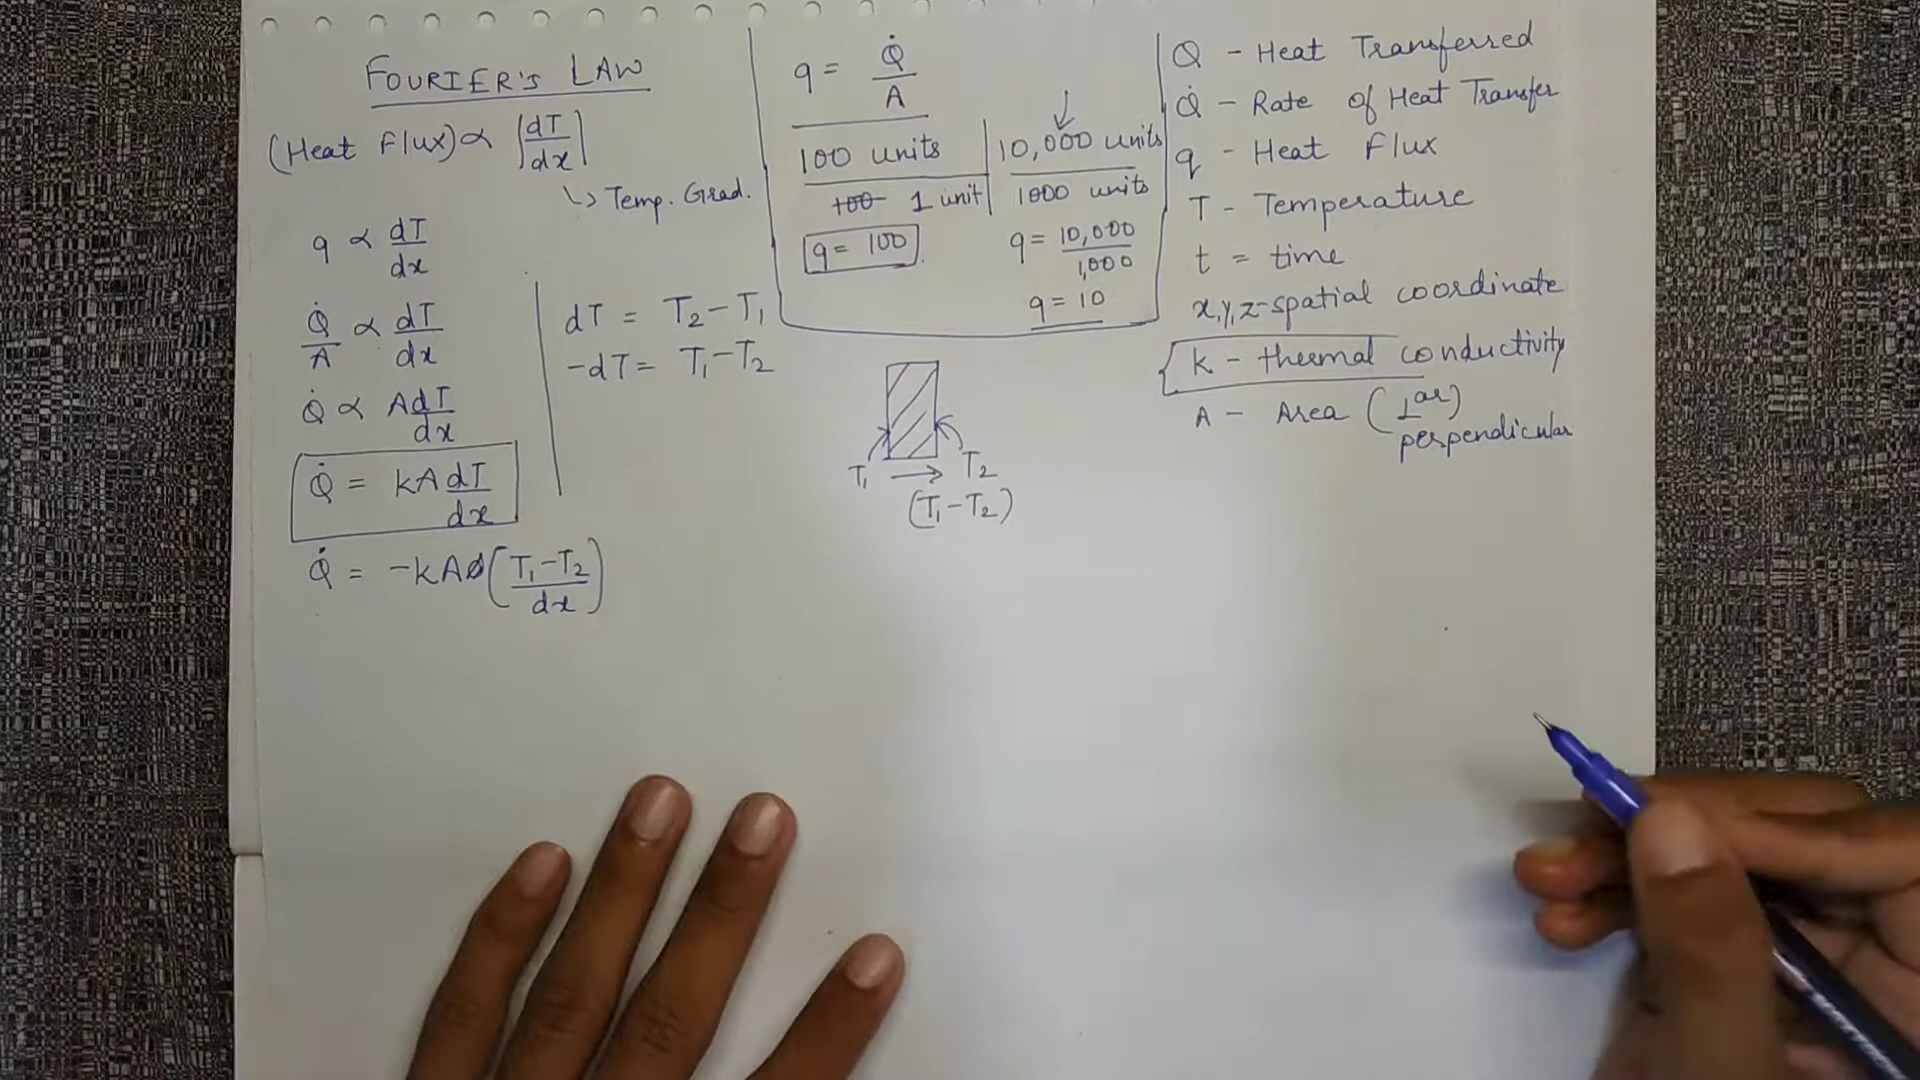 FOURIER'S LAW
(Heat Flux) ∝ |dT/dx|
↳ Temp. Grad.
q ∝ dT/dx
Q̇/A ∝ dT/dx
Q̇ ∝ A dT/dx
Q̇ = kA dT/dx
Q̇ = -kA (T₁-T₂/dx)
dT = T₂-T₁
-dT = T₁-T₂
q = Q̇/A
100 units
100 1 unit
q = 100
10,000 units
1000 units
q = 10,000/1,000
q = 10
T₁ → T₂
(T₁-T₂)
Q - Heat Transferred
Q̇ - Rate of Heat Transfer
q - Heat Flux
T - Temperature
t = time
x,y,z-spatial coordinate
k - thermal conductivity
A - Area (⊥ar)
perpendicular